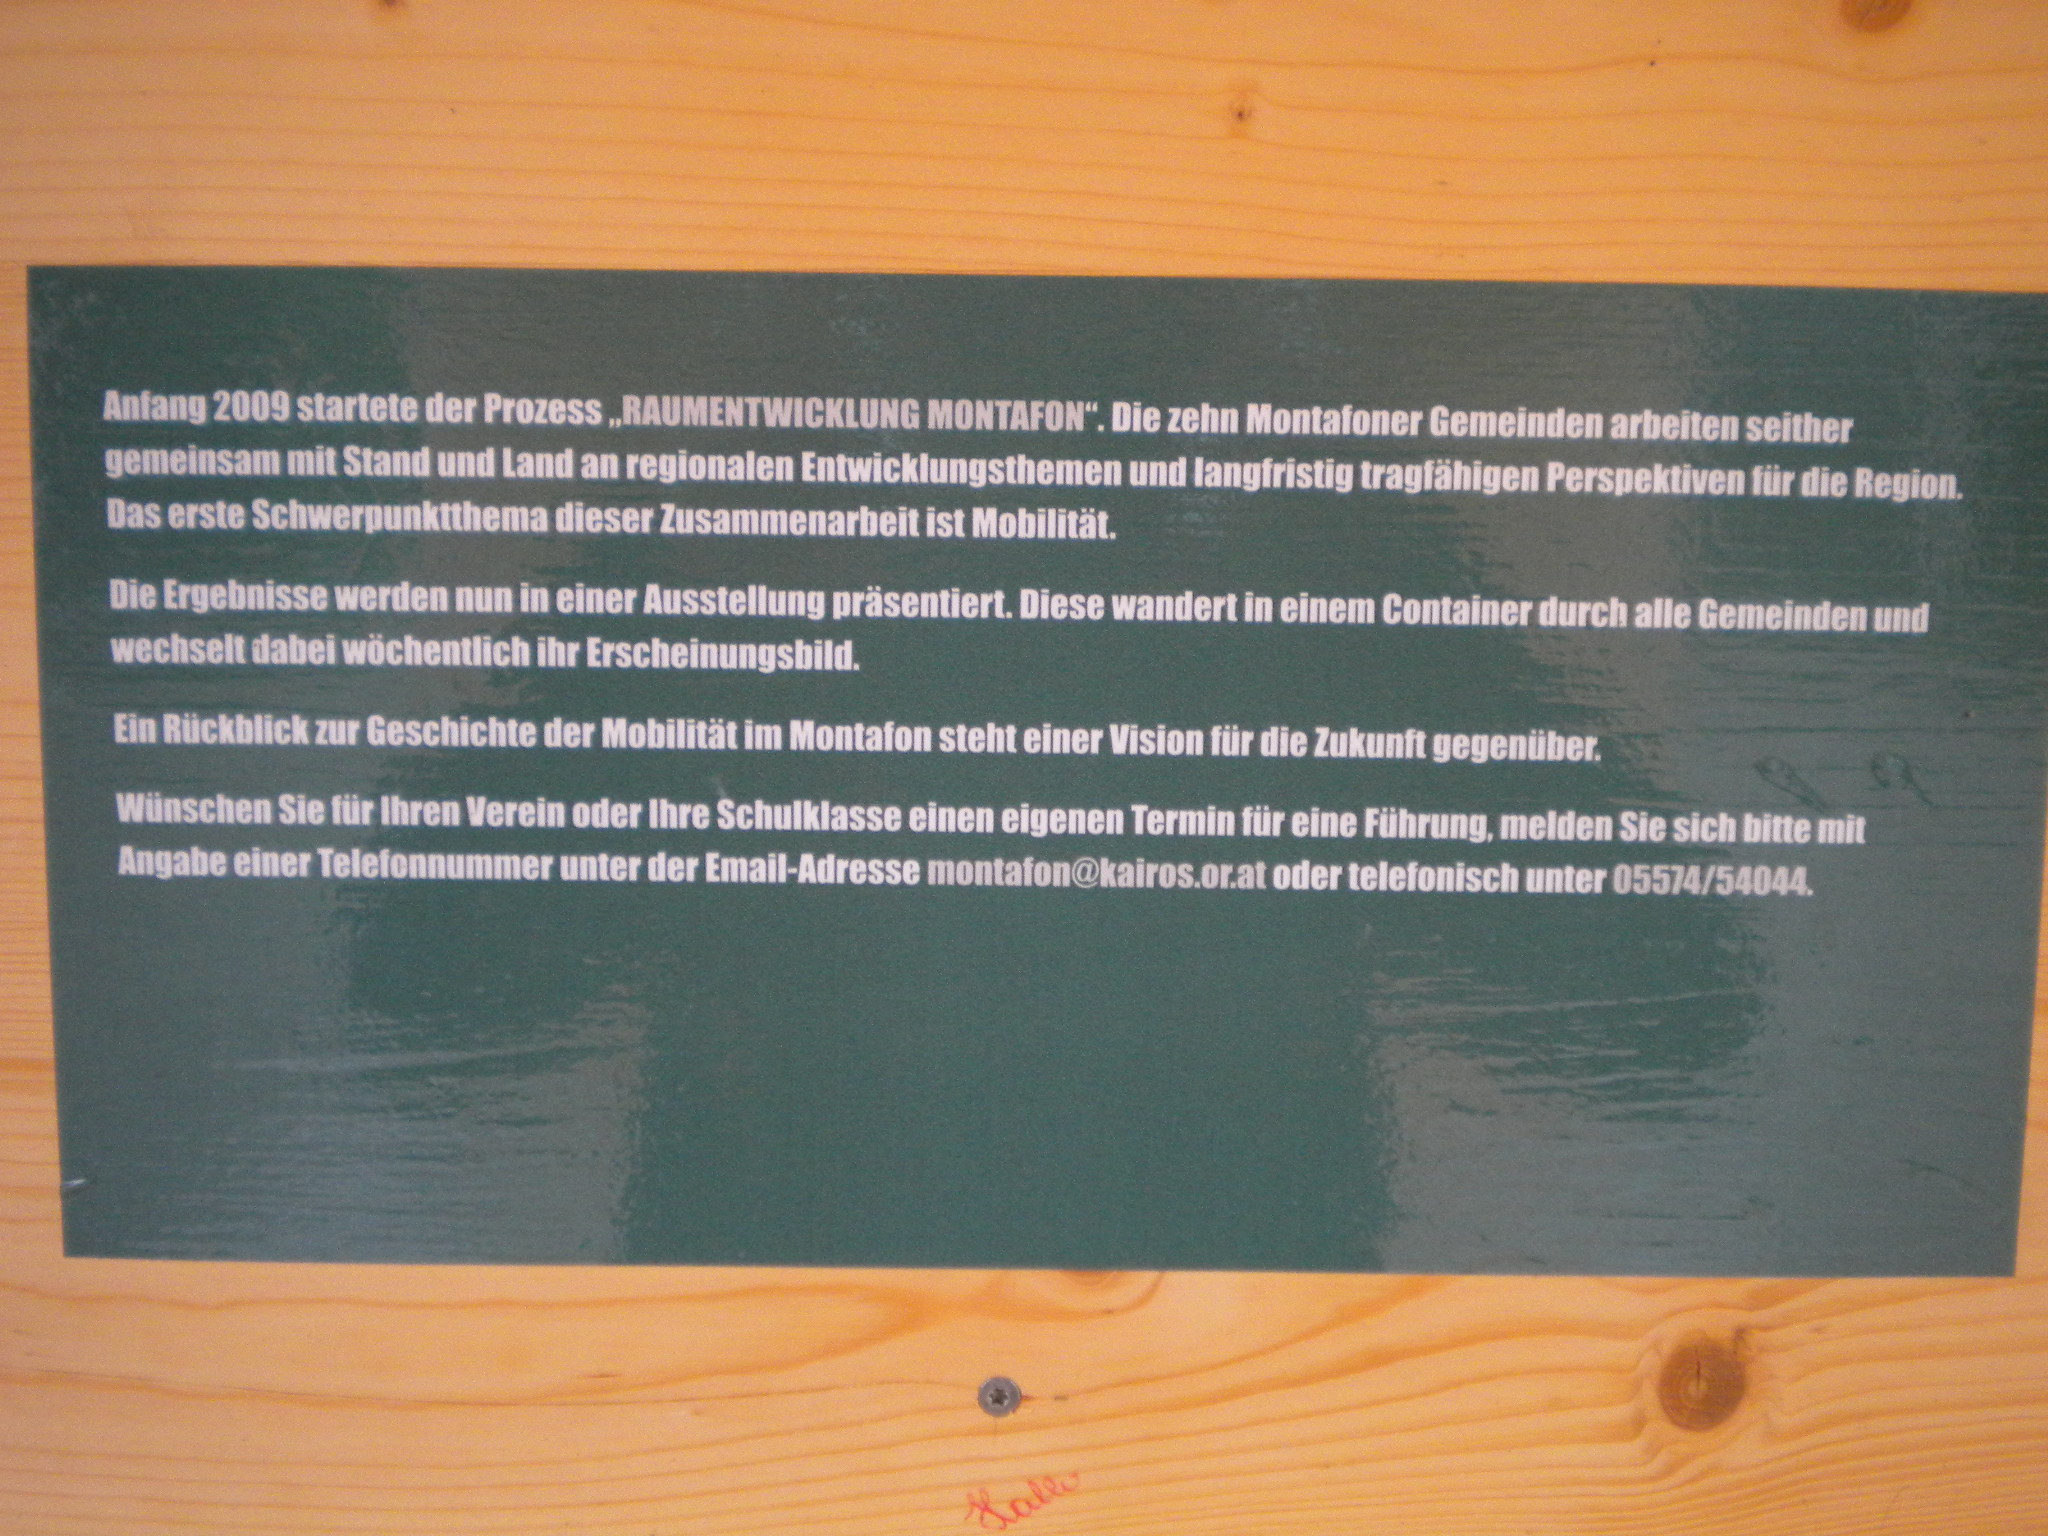 Anfang 2009 startete der Prozess „RAUMENTWICKLUNG MONTAFON“. Die zehn Montafoner Gemeinden arbeiten seither
gemeinsam mit Stand und Land an regionalen Entwicklungsthemen und langfristig tragfähigen Perspektiven für die Region.
Das erste Schwerpunktthema dieser Zusammenarbeit ist Mobilität.
Die Ergebnisse werden nun in einer Ausstellung präsentiert. Diese wandert in einem Container durch alle Gemeinden und
wechselt dabei wöchentlich ihr Erscheinungsbild.
Ein Rückblick zur Geschichte der Mobilität im Montafon steht einer Vision für die Zukunft gegenüber.
Wünschen Sie für Ihren Verein oder Ihre Schulklasse einen eigenen Termin für eine Führung, melden Sie sich bitte mit
Angabe einer Telefonnummer unter der Email-Adresse montafon@kairos.or.at oder telefonisch unter 05574/54044.
Hallo